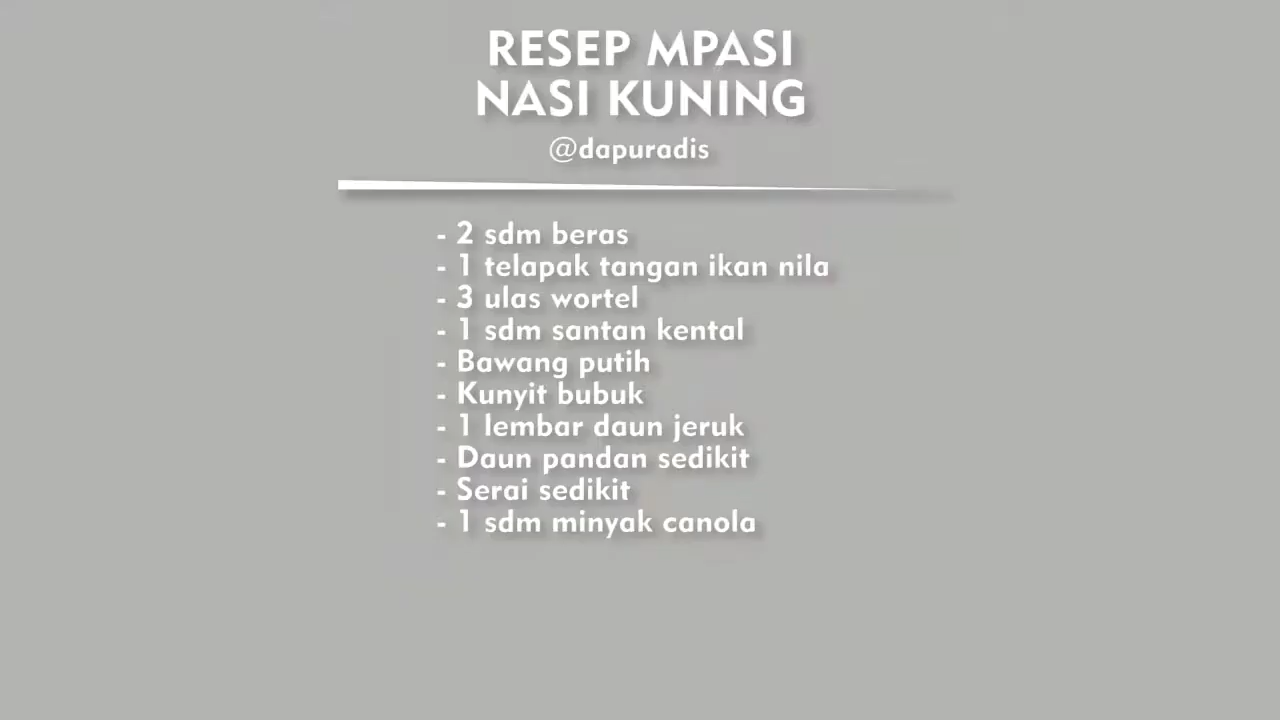 RESEP MPASI
NASI KUNING
@dapuradis
- 2 sdm beras
- 1 telapak tangan ikan nila
- 3 ulas wortel
- 1 sdm santan kental
- Bawang putih
- Kunyit bubuk
- 1 lembar daun jeruk
- Daun pandan sedikit
- Serai sedikit
- 1 sdm minyak canola